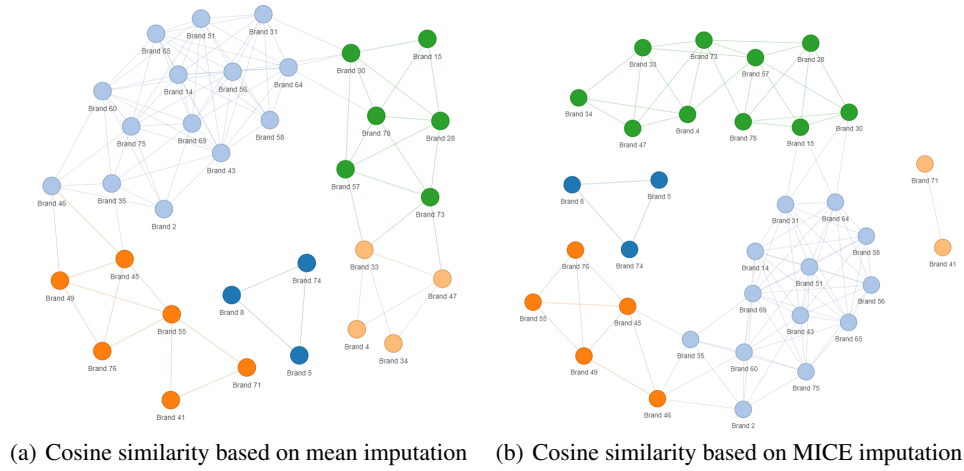 Brand 31
Brand 51
Brand 65
Brand 15
Brand 30
Brand 64
Brand 56
Brand 14
Brand 60
Brand 78
Brand 28
Brand 58
Brand 69
Brand 75
Brand 43
Brand 57
Brand 46
Brand 35
Brand 2
Brand 73
Brand 45
Brand 33
Brand 74
Brand 49
Brand 47
Brand 8
Brand 55
Brand 4
Brand 34
Brand 76
Brand 5
Brand 71
Brand 41
(a) Cosine similarity based on mean imputation
Brand 73
Brand 28
Brand 33
Brand 57
Brand 34
Brand 30
Brand 4
Brand 78
Brand 15
Brand 47
Brand 71
Brand 5
Brand 8
Brand 64
Brand 31
Brand 58
Brand 41
Brand 74
Brand 76
Brand 14
Brand 51
Brand 56
Brand 69
Brand 55
Brand 45
Brand 43
Brand 65
Brand 35
Brand 60
Brand 49
Brand 75
Brand 46
Brand 2
(b) Cosine similarity based on MICE imputation